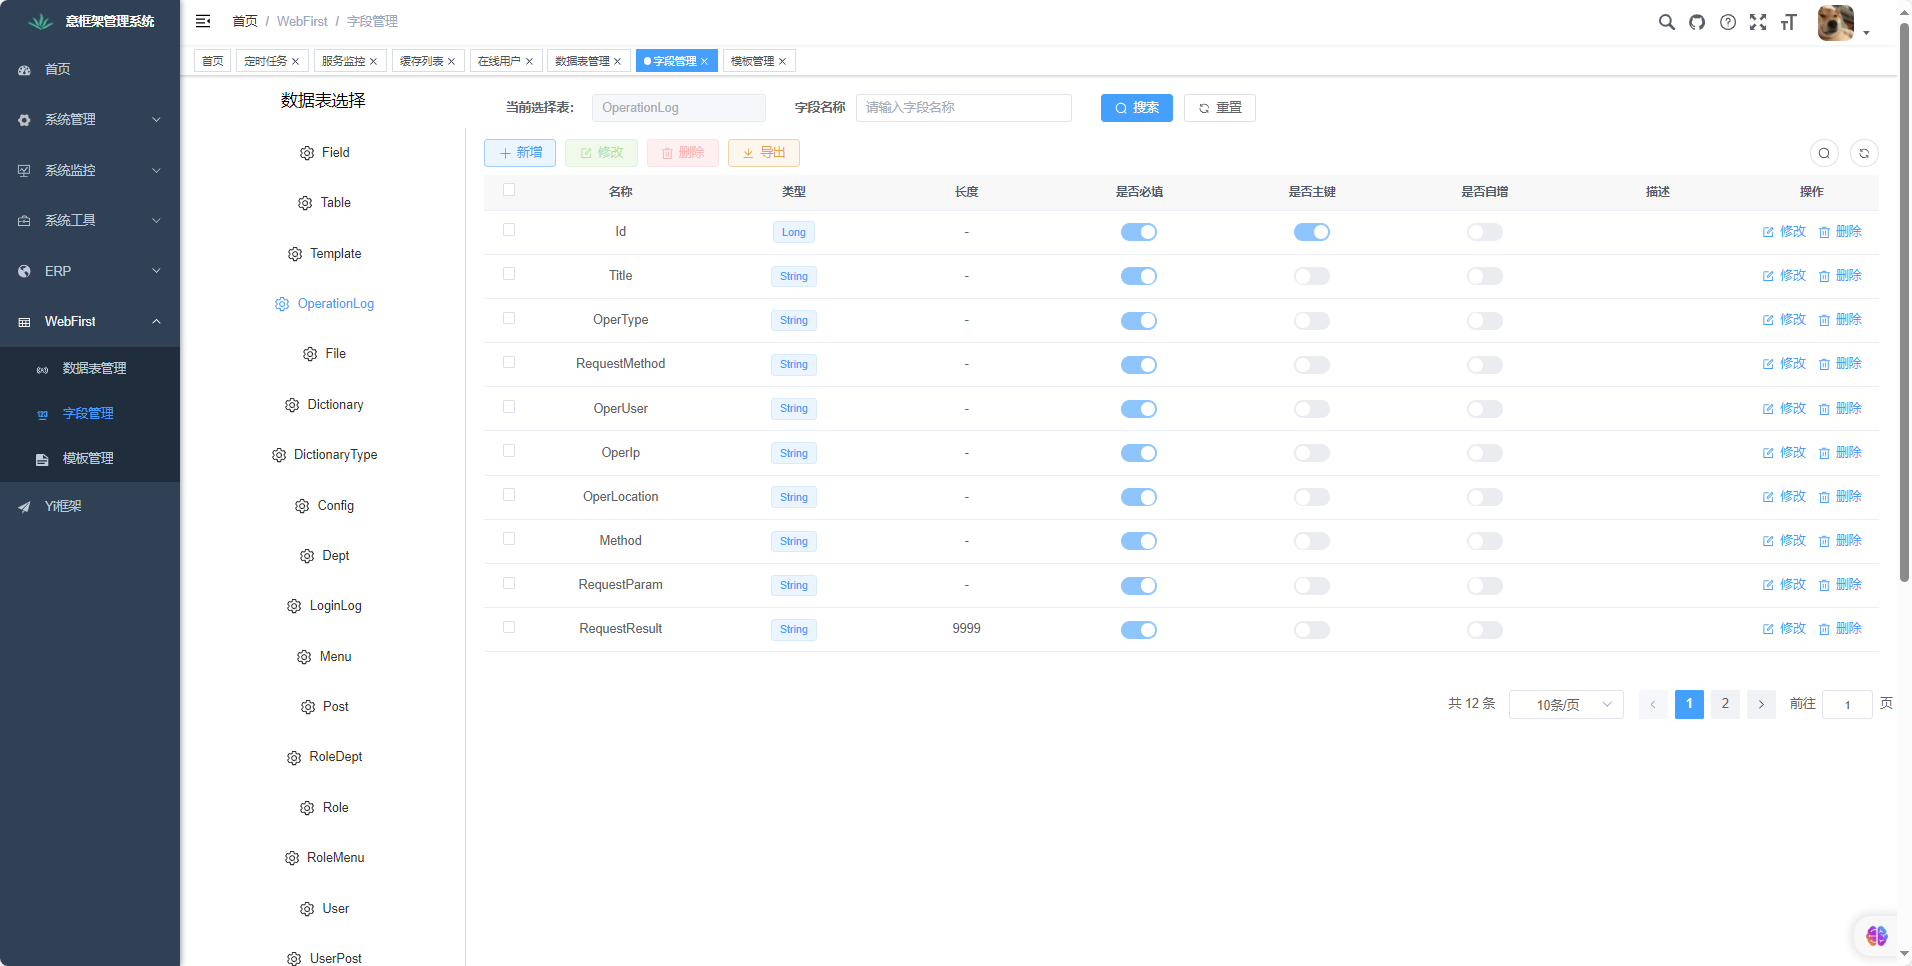 意框架管理系统
首页
系统管理
系统监控
系统工具
ERP
WebFirst
数据表管理
字段管理
模板管理
Yi框架
首页 / WebFirst / 字段管理
首页 定时任务 服务监控 缓存列表 在线用户 数据表管理 字段管理 模板管理
数据表选择
Field
Table
Template
OperationLog
File
Dictionary
DictionaryType
Config
Dept
LoginLog
Menu
Post
RoleDept
Role
RoleMenu
User
UserPost
当前选择表: OperationLog 字段名称 请输入字段名称 搜索 重置
新增 修改 删除 导出
名称 类型 长度 是否必填 是否主键 是否自增 描述 操作
Id Long - 修改 删除
Title String - 修改 删除
OperType String - 修改 删除
RequestMethod String - 修改 删除
OperUser String - 修改 删除
OperIp String - 修改 删除
OperLocation String - 修改 删除
Method String - 修改 删除
RequestParam String - 修改 删除
RequestResult String 9999 修改 删除
共 12 条 10条/页 1 2 前往 1 页